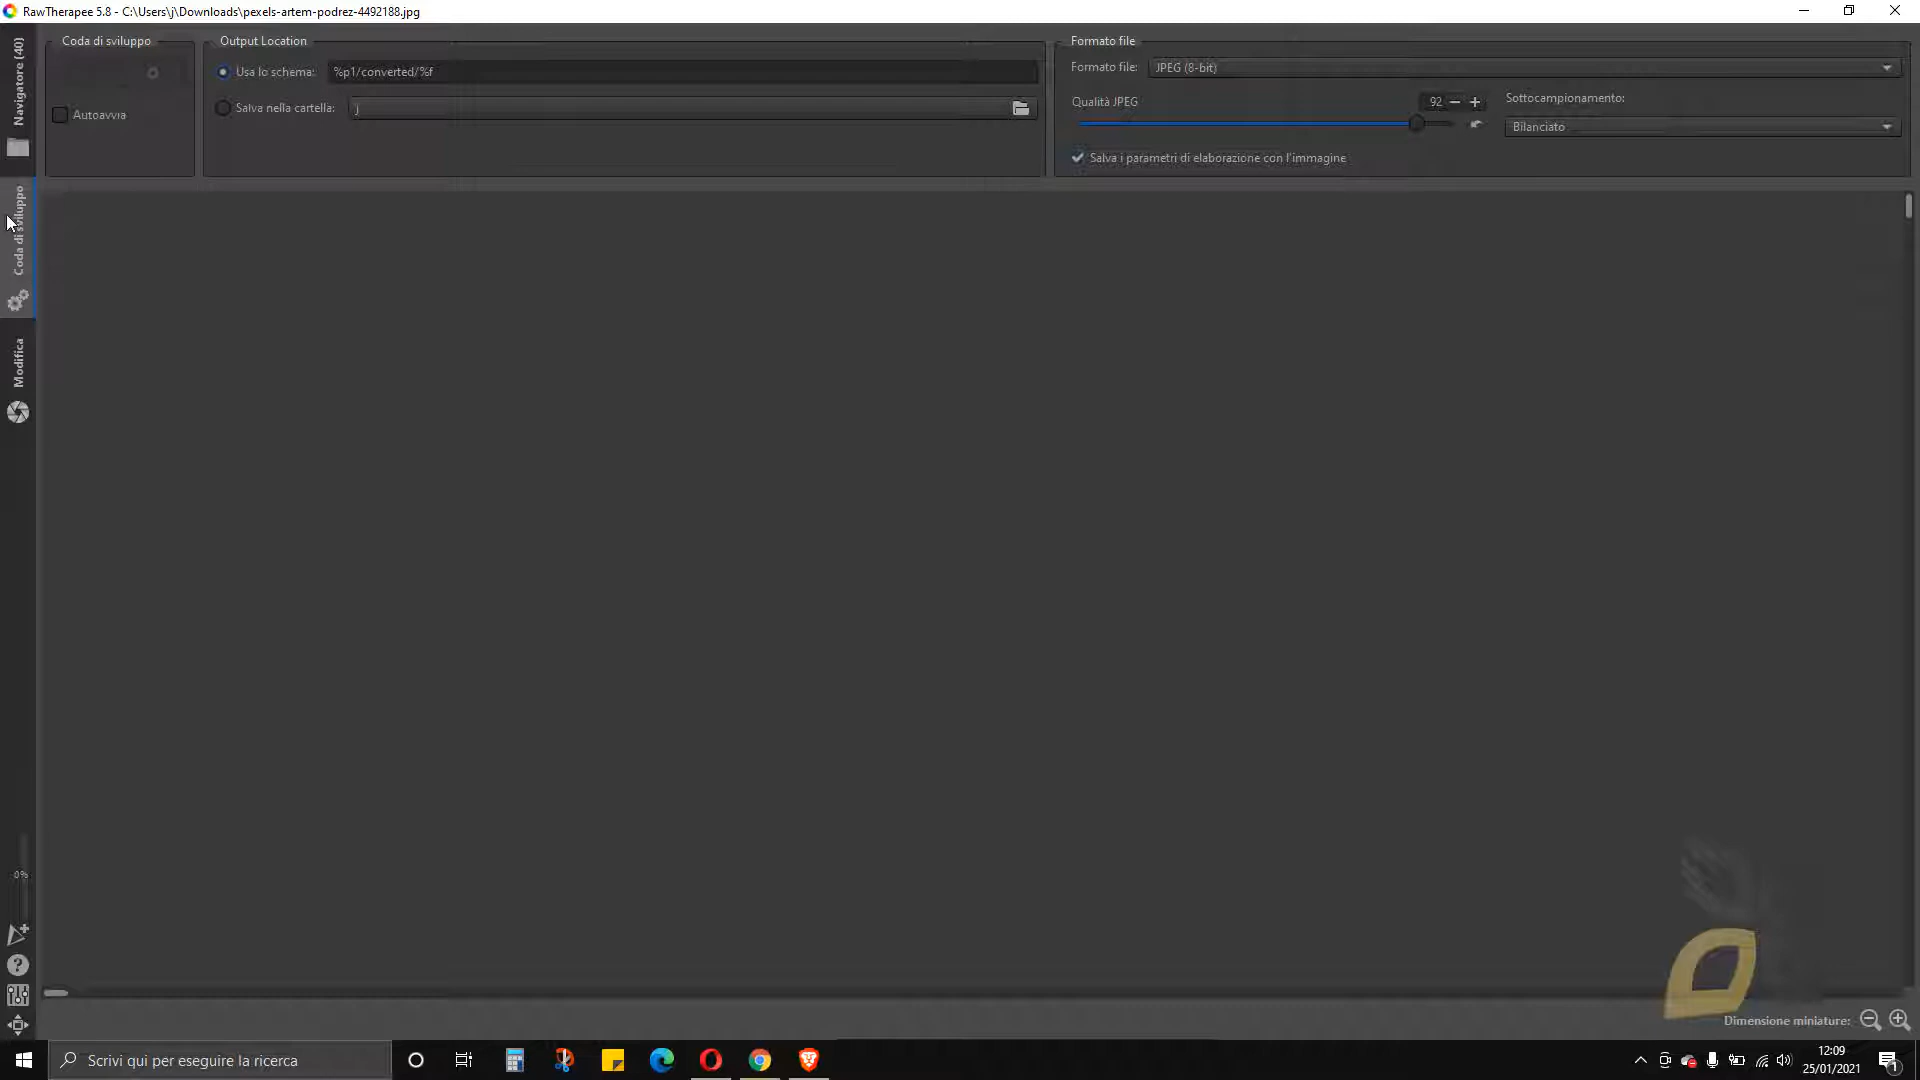 RawTherapee 5.8 - C:\Users\j\Downloads\pexels-artem-podrez-4492188.jpg
Navigatore (40)
Coda di sviluppo
Modifica
0%
Coda di sviluppo
Autoavvia
Output Location
Usa lo schema: %p1/converted/%f
Salva nella cartella: j
Formato file
Formato file: JPEG (8-bit)
Qualità JPEG 92
Sottocampionamento:
Bilanciato
Salva i parametri di elaborazione con l'immagine
Dimensione miniature:
Scrivi qui per eseguire la ricerca
12:09
25/01/2021
1